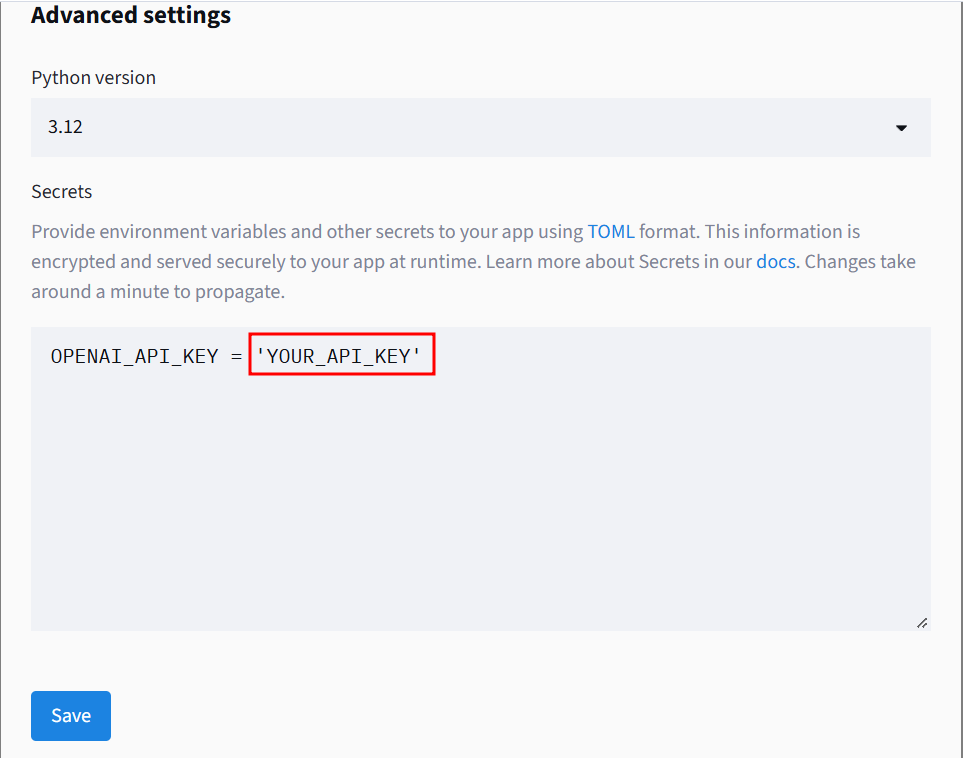 Advanced settings
Python version
3.12
Secrets
Provide environment variables and other secrets to your app using TOML format. This information is
encrypted and served securely to your app at runtime. Learn more about Secrets in our docs. Changes take
around a minute to propagate.
OPENAI_API_KEY = 'YOUR_API_KEY'
Save